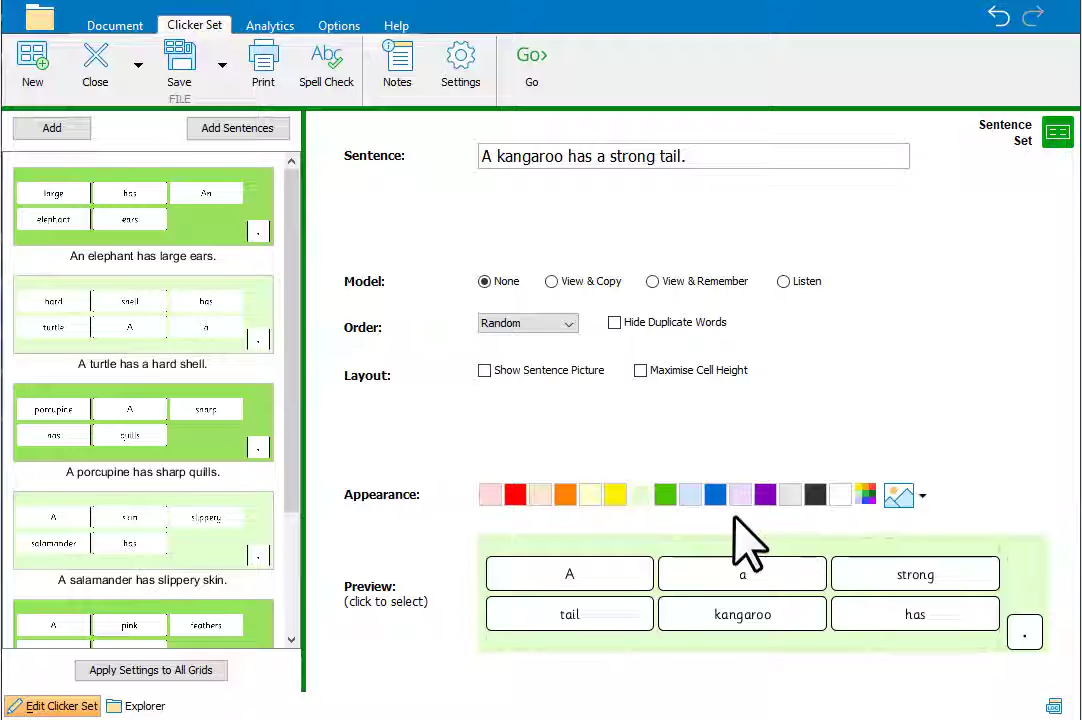 Document Clicker Set Analytics Options Help
New Close Save Print Spell Check Notes Settings Go
Abc
Go>
FILE
Add Add Sentences
large has An
elephant ears
.
An elephant has large ears.
hard shell has
turtle A a
.
A turtle has a hard shell.
porcupine A sharp
has quills
.
A porcupine has sharp quills.
A skin slippery
salamander has
.
A salamander has slippery skin.
A pink feathers
Apply Settings to All Grids
Sentence Set
Sentence: A kangaroo has a strong tail.
Model: None View & Copy View & Remember Listen
Order: Random Hide Duplicate Words
Layout: Show Sentence Picture Maximise Cell Height
Appearance:
Preview:
(click to select)
A a strong
tail kangaroo has
.
Edit Clicker Set Explorer